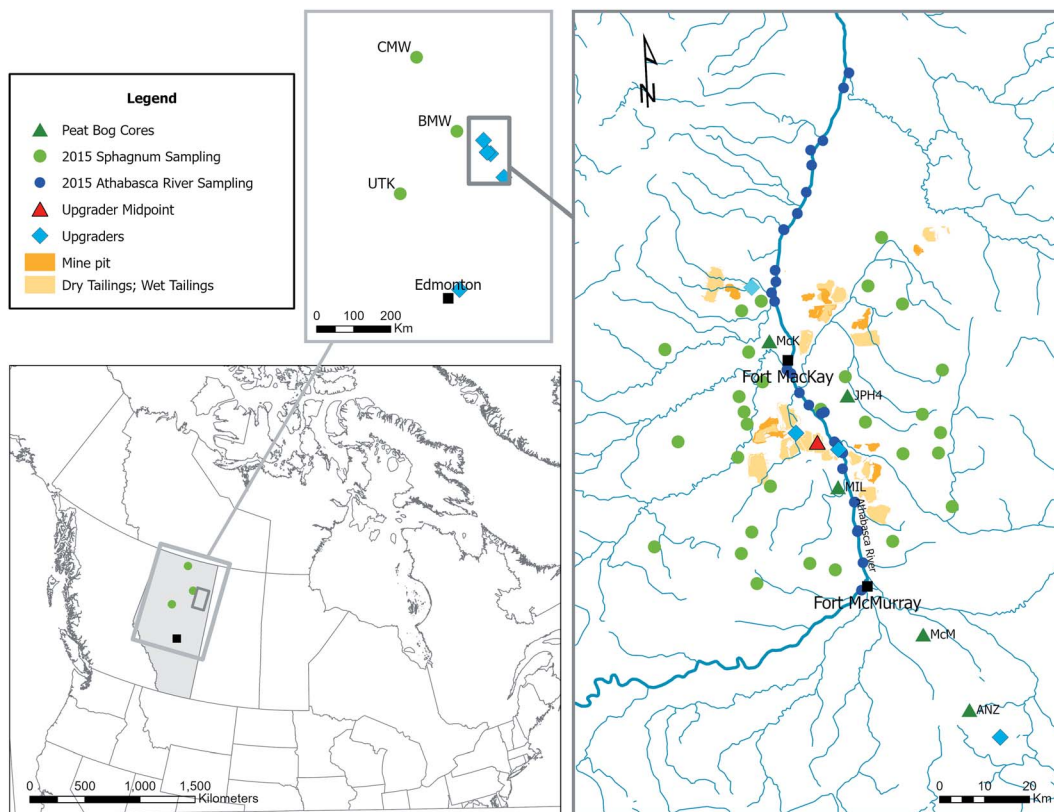 Legend
Peat Bog Cores
2015 Sphagnum Sampling
2015 Athabasca River Sampling
Upgrader Midpoint
Upgraders
Mine pit
Dry Tailings; Wet Tailings
CMW
BMW
UTK
Edmonton
0 100 200
Km
0 500 1,000 1,500
Kilometers
N
McK
Fort MacKay
JPH4
MIL
Athabasca River
Fort McMurray
McM
ANZ
0 10 20
Km